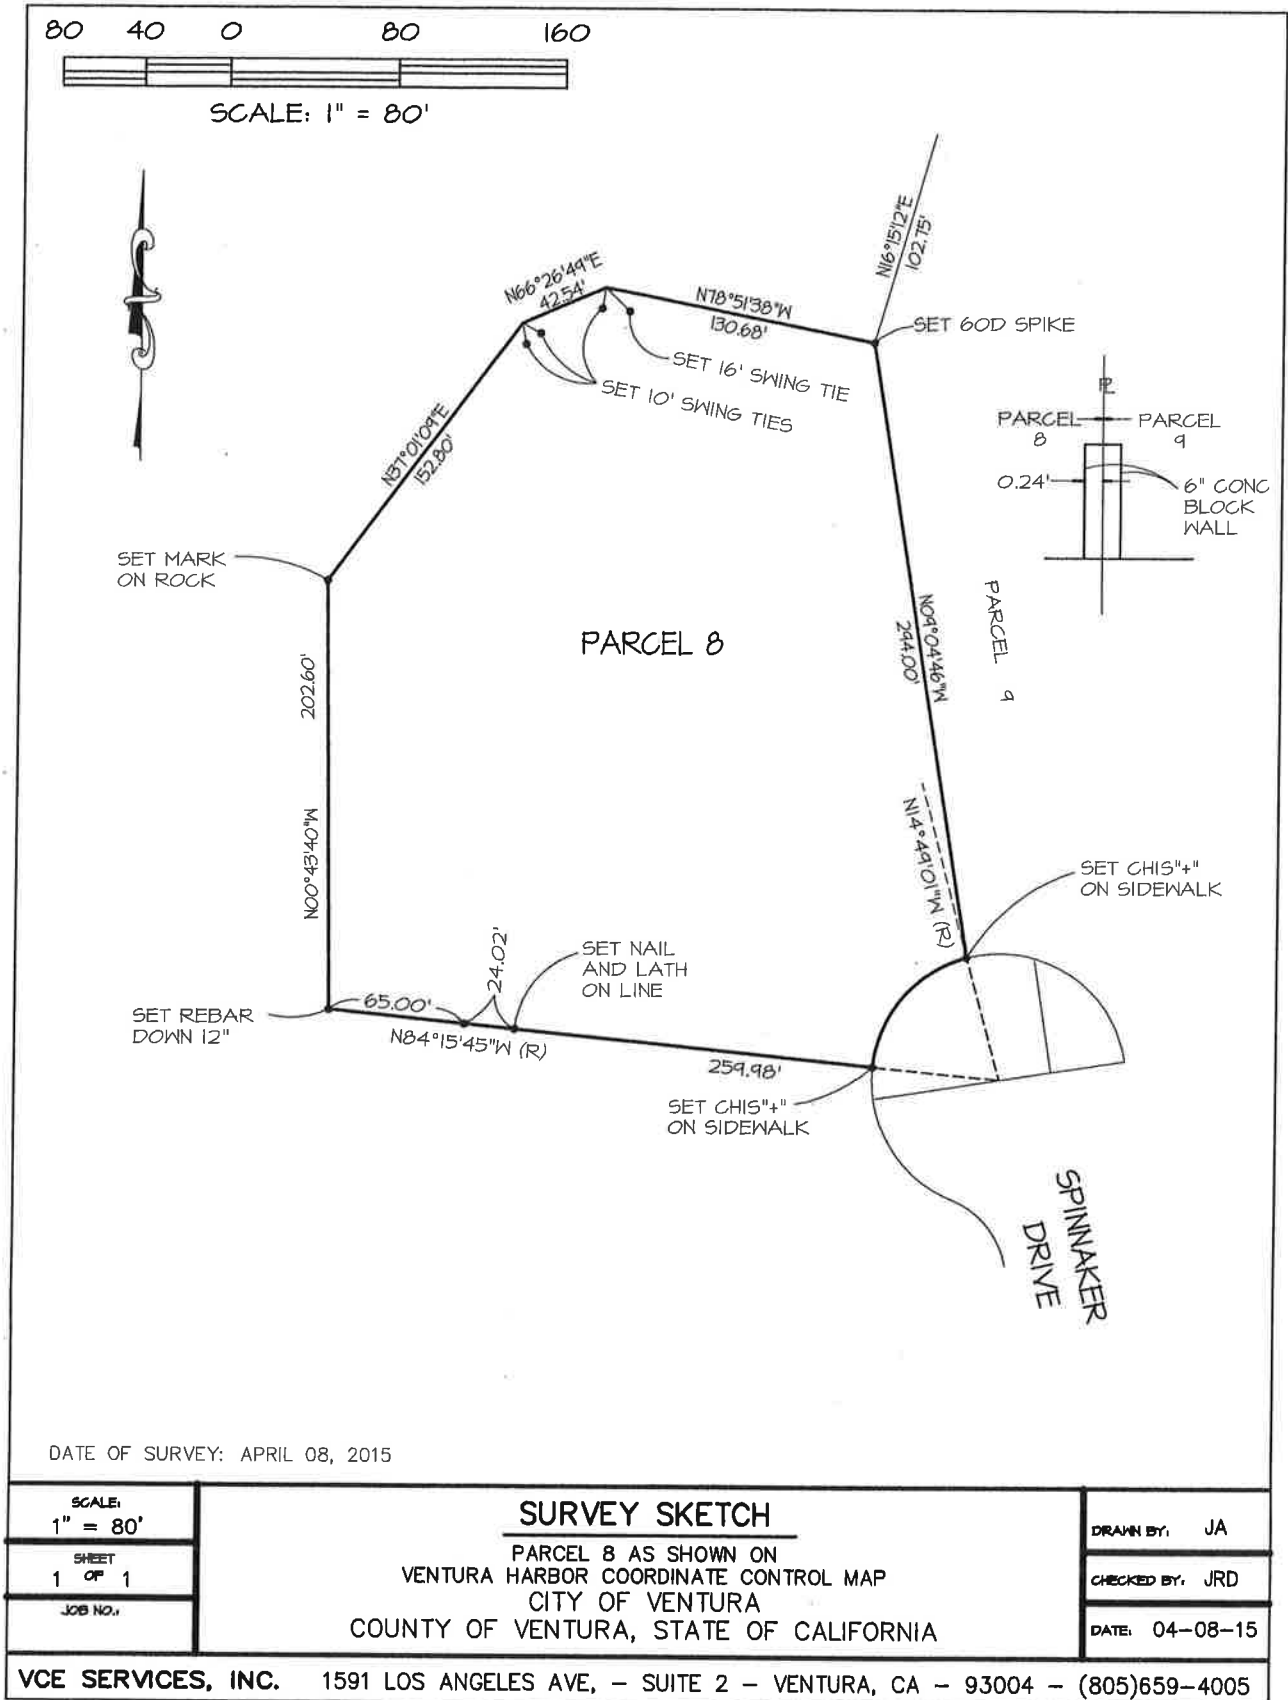 80 40 0 80 160
SCALE: 1" = 80'
N16°15'12"E
102.75'
N66°26'49"E
42.54'
N78°51'38"W
130.68'
SET 60D SPIKE
SET 16' SWING TIE
SET 10' SWING TIES
PL
PARCEL
8
PARCEL
9
0.24'
6" CONC
BLOCK
WALL
N37°01'09"E
152.80'
SET MARK
ON ROCK
PARCEL 8
N09°04'46"W
294.00'
PARCEL 9
202.60'
N00°43'40"W
N14°49'01"W (R)
SET CHIS"+"
ON SIDEWALK
SET NAIL
AND LATH
ON LINE
24.02'
65.00'
SET REBAR
DOWN 12"
N84°15'45"W (R)
259.98'
SET CHIS"+"
ON SIDEWALK
SPINNAKER
DRIVE
DATE OF SURVEY: APRIL 08, 2015
SCALE:
1" = 80'
SHEET
1 OF 1
JOB NO.:
SURVEY SKETCH
PARCEL 8 AS SHOWN ON
VENTURA HARBOR COORDINATE CONTROL MAP
CITY OF VENTURA
COUNTY OF VENTURA, STATE OF CALIFORNIA
DRAWN BY: JA
CHECKED BY: JRD
DATE: 04-08-15
VCE SERVICES, INC. 1591 LOS ANGELES AVE, - SUITE 2 - VENTURA, CA - 93004 - (805)659-4005